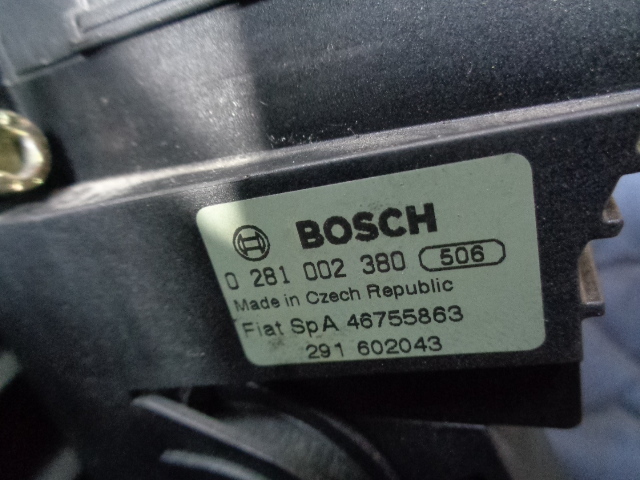 BOSCH
0 281 002 380 506
Made in Czech Republic
Fiat SpA 46755863
291 602043